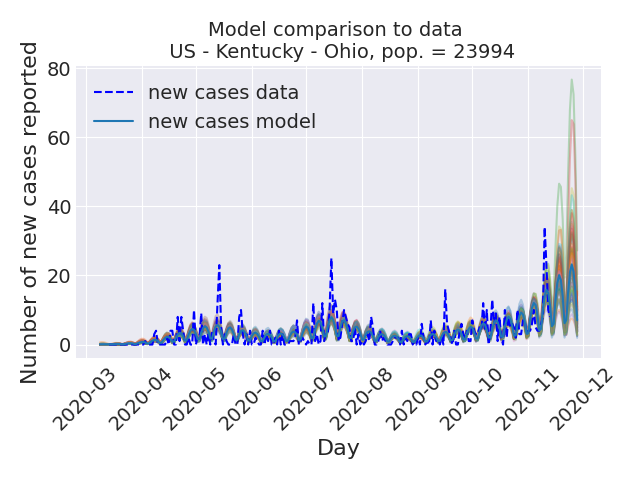 Model comparison to data
US - Kentucky - Ohio, pop. = 23994
Number of new cases reported
80
60
40
20
0
new cases data
new cases model
2020-03
2020-04
2020-05
2020-06
2020-07
2020-08
2020-09
2020-10
2020-11
2020-12
Day